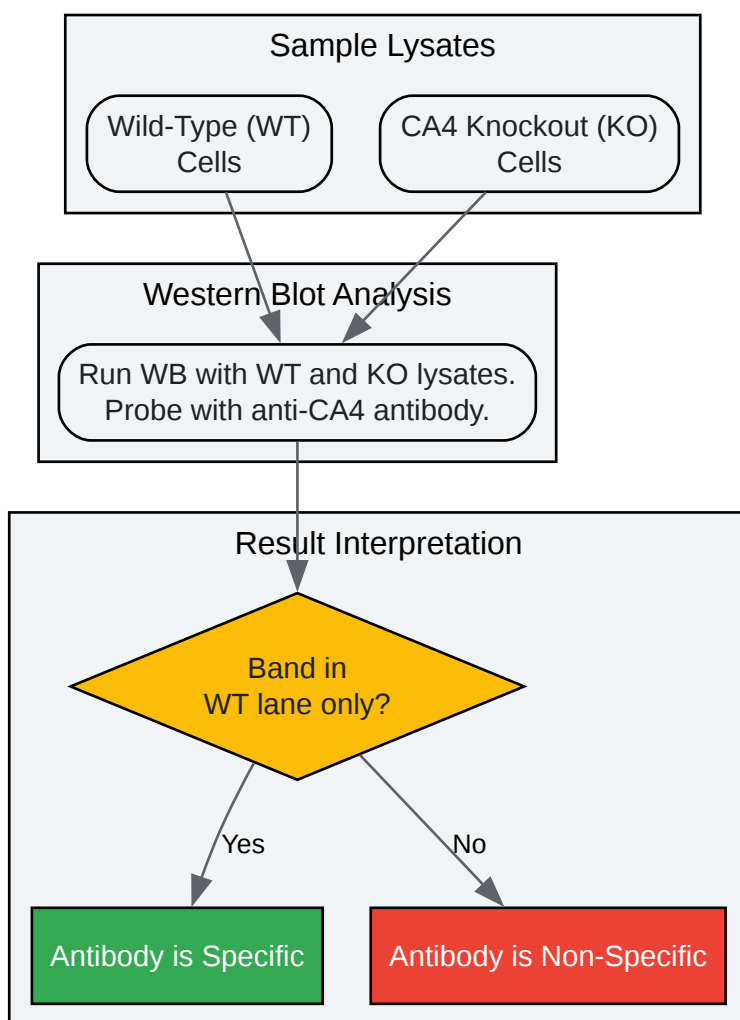 Sample Lysates
Wild-Type (WT)
Cells
CA4 Knockout (KO)
Cells
Western Blot Analysis
Run WB with WT and KO lysates.
Probe with anti-CA4 antibody.
Result Interpretation
Band in
WT lane only?
Yes
No
Antibody is Specific
Antibody is Non-Specific